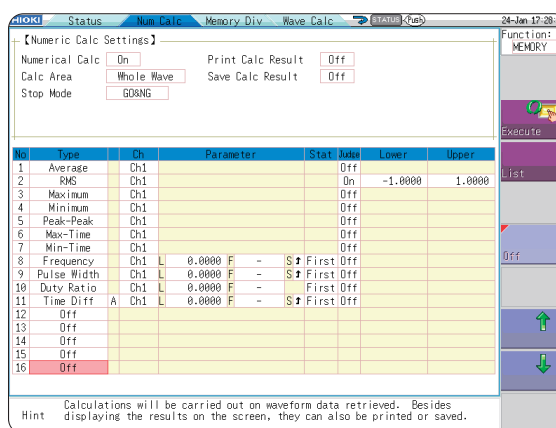 HIOKI Status Num Calc Memory Div Wave Calc STATUS Push 24-Jan 17:28:
Function:
MEMORY
【Numeric Calc Settings】
Numerical Calc On Print Calc Result Off
Calc Area Whole Wave Save Calc Result Off
Stop Mode GO&NG
Execute
No Type Ch Parameter Stat Judge Lower Upper
1 Average Ch1 Off
2 RMS Ch1 On -1.0000 1.0000
List
3 Maximum Ch1 Off
4 Minimum Ch1 Off
5 Peak-Peak Ch1 Off
6 Max-Time Ch1 Off
7 Min-Time Ch1 Off
8 Frequency Ch1 L 0.0000 F - S First Off
Off
9 Pulse Width Ch1 L 0.0000 F - S First Off
10 Duty Ratio Ch1 L 0.0000 F - S First Off
11 Time Diff A Ch1 L 0.0000 F - S First Off
12 Off
13 Off
14 Off
15 Off
16 Off
Hint Calculations will be carried out on waveform data retrieved. Besides
displaying the results on the screen, they can also be printed or saved.